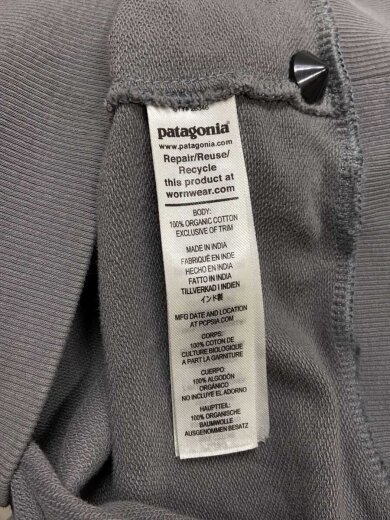 patagonia®
www.patagonia.com
Repair/Reuse/
Recycle
this product at
wornwear.com
BODY:
100% ORGANIC COTTON
EXCLUSIVE OF TRIM
MADE IN INDIA
FABRIQUÉ EN INDE
HECHO EN INDIA
FATTO IN INDIA
TILLVERKAD I INDIEN
インド製
MFG DATE AND LOCATION
AT PCPSIA.COM
CORPS:
100% COTON DE
CULTURE BIOLOGIQUE
A PART LA GARNITURE
CUERPO
100% ALGODÓN
ORGÁNICO
NO INCLUYE EL ADORNO
HAUPTTEIL:
100% ORGANISCHE
BAUMWOLLE
AUSGENOMMEN BESATZ